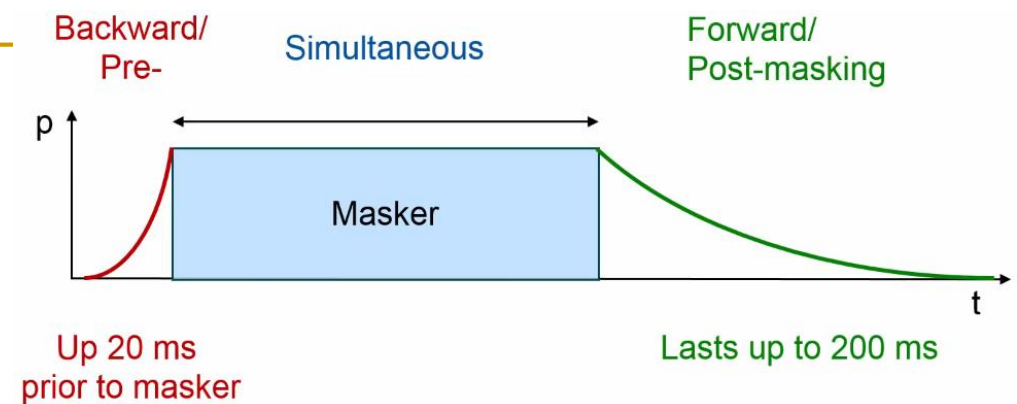 Backward/
Pre-
Simultaneous
Forward/
Post-masking
p
Masker
t
Up 20 ms
prior to masker
Lasts up to 200 ms